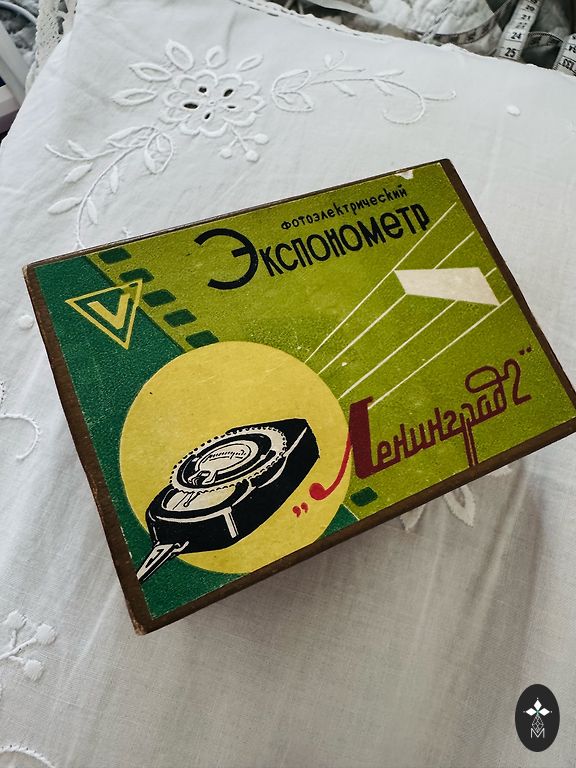 фотоэлектрический
Экспонометр
V
„Ленинград 2"
M